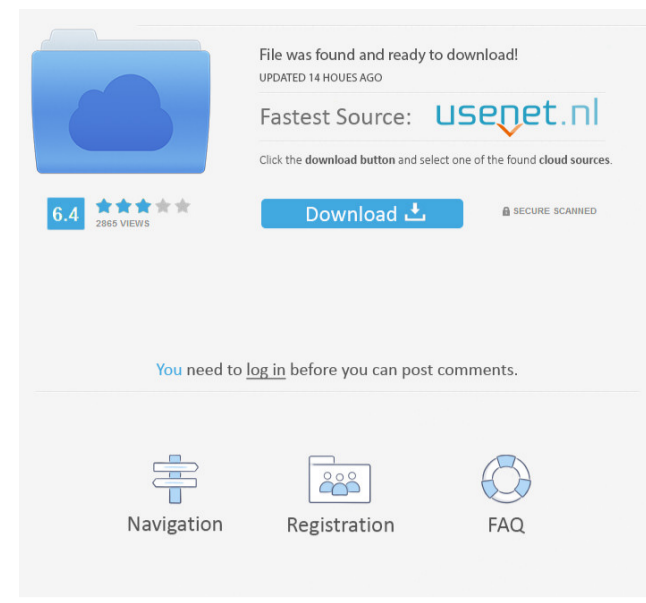 File was found and ready to download!
UPDATED 14 HOUES AGO
Fastest Source: usenet.nl
Click the download button and select one of the found cloud sources.
6.4
2865 VIEWS
Download
SECURE SCANNED
You need to log in before you can post comments.
Navigation
Registration
FAQ